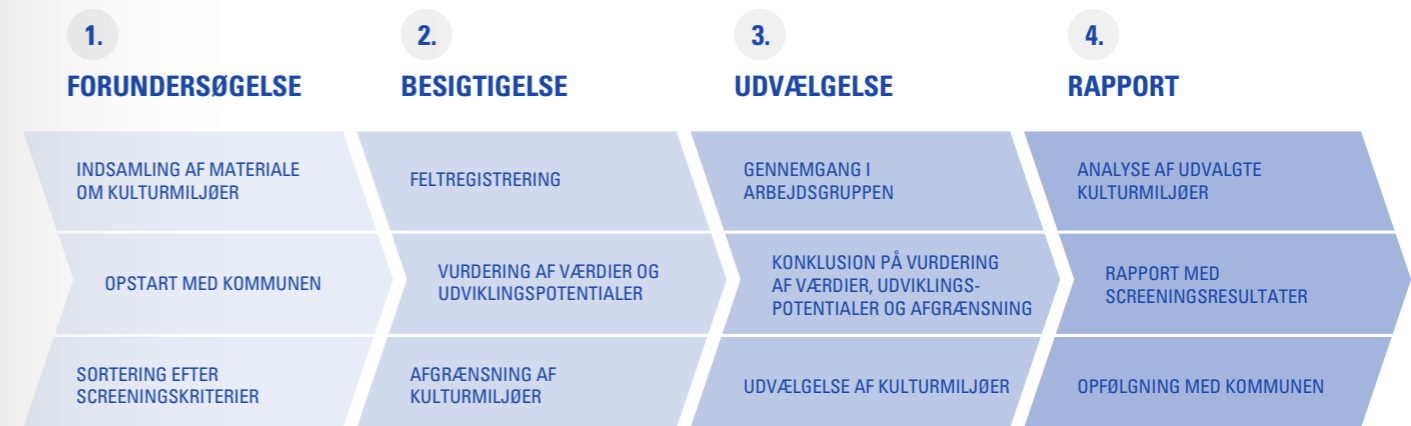 1.
FORUNDERSØGELSE
INDSAMLING AF MATERIALE
OM KULTURMILJØER
OPSTART MED KOMMUNEN
SORTERING EFTER
SCREENINGSKRITERIER
2.
BESIGTIGELSE
FELTREGISTRERING
VURDERING AF VÆRDIER OG
UDVIKLINGSPOTENTIALER
AFGRÆNSNING AF
KULTURMILJØER
3.
UDVÆLGELSE
GENNEMGANG I
ARBEJDSGRUPPEN
KONKLUSION PÅ VURDERING
AF VÆRDIER, UDVIKLINGS-
POTENTIALER OG AFGRÆNSNING
UDVÆLGELSE AF KULTURMILJØER
4.
RAPPORT
ANALYSE AF UDVALGTE
KULTURMILJØER
RAPPORT MED
SCREENINGSRESULTATER
OPFØLGNING MED KOMMUNEN